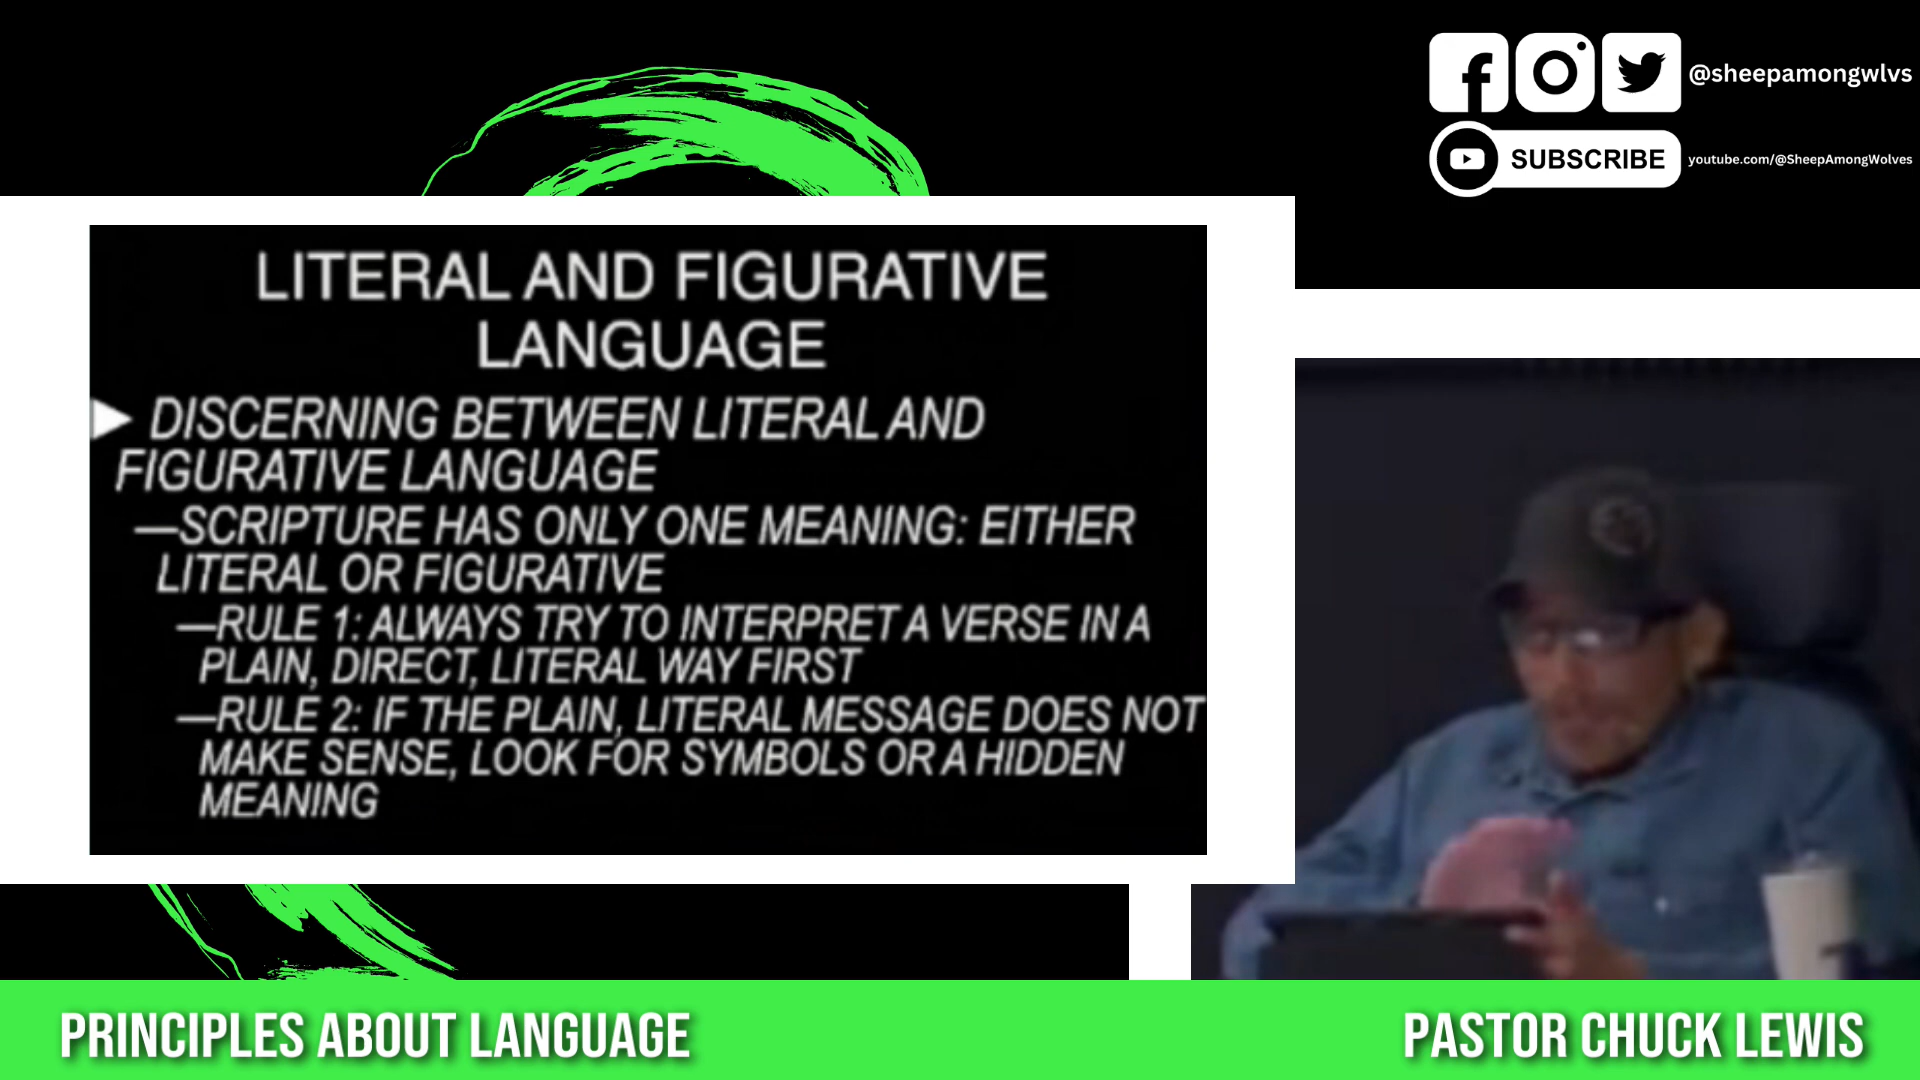 @sheepamongwlvs
SUBSCRIBE
youtube.com/@SheepAmongWolves
LITERAL AND FIGURATIVE
LANGUAGE
DISCERNING BETWEEN LITERAL AND
FIGURATIVE LANGUAGE
—SCRIPTURE HAS ONLY ONE MEANING: EITHER
LITERAL OR FIGURATIVE
—RULE 1: ALWAYS TRY TO INTERPRET A VERSE IN A
PLAIN, DIRECT, LITERAL WAY FIRST
—RULE 2: IF THE PLAIN, LITERAL MESSAGE DOES NOT
MAKE SENSE, LOOK FOR SYMBOLS OR A HIDDEN
MEANING
PRINCIPLES ABOUT LANGUAGE
PASTOR CHUCK LEWIS